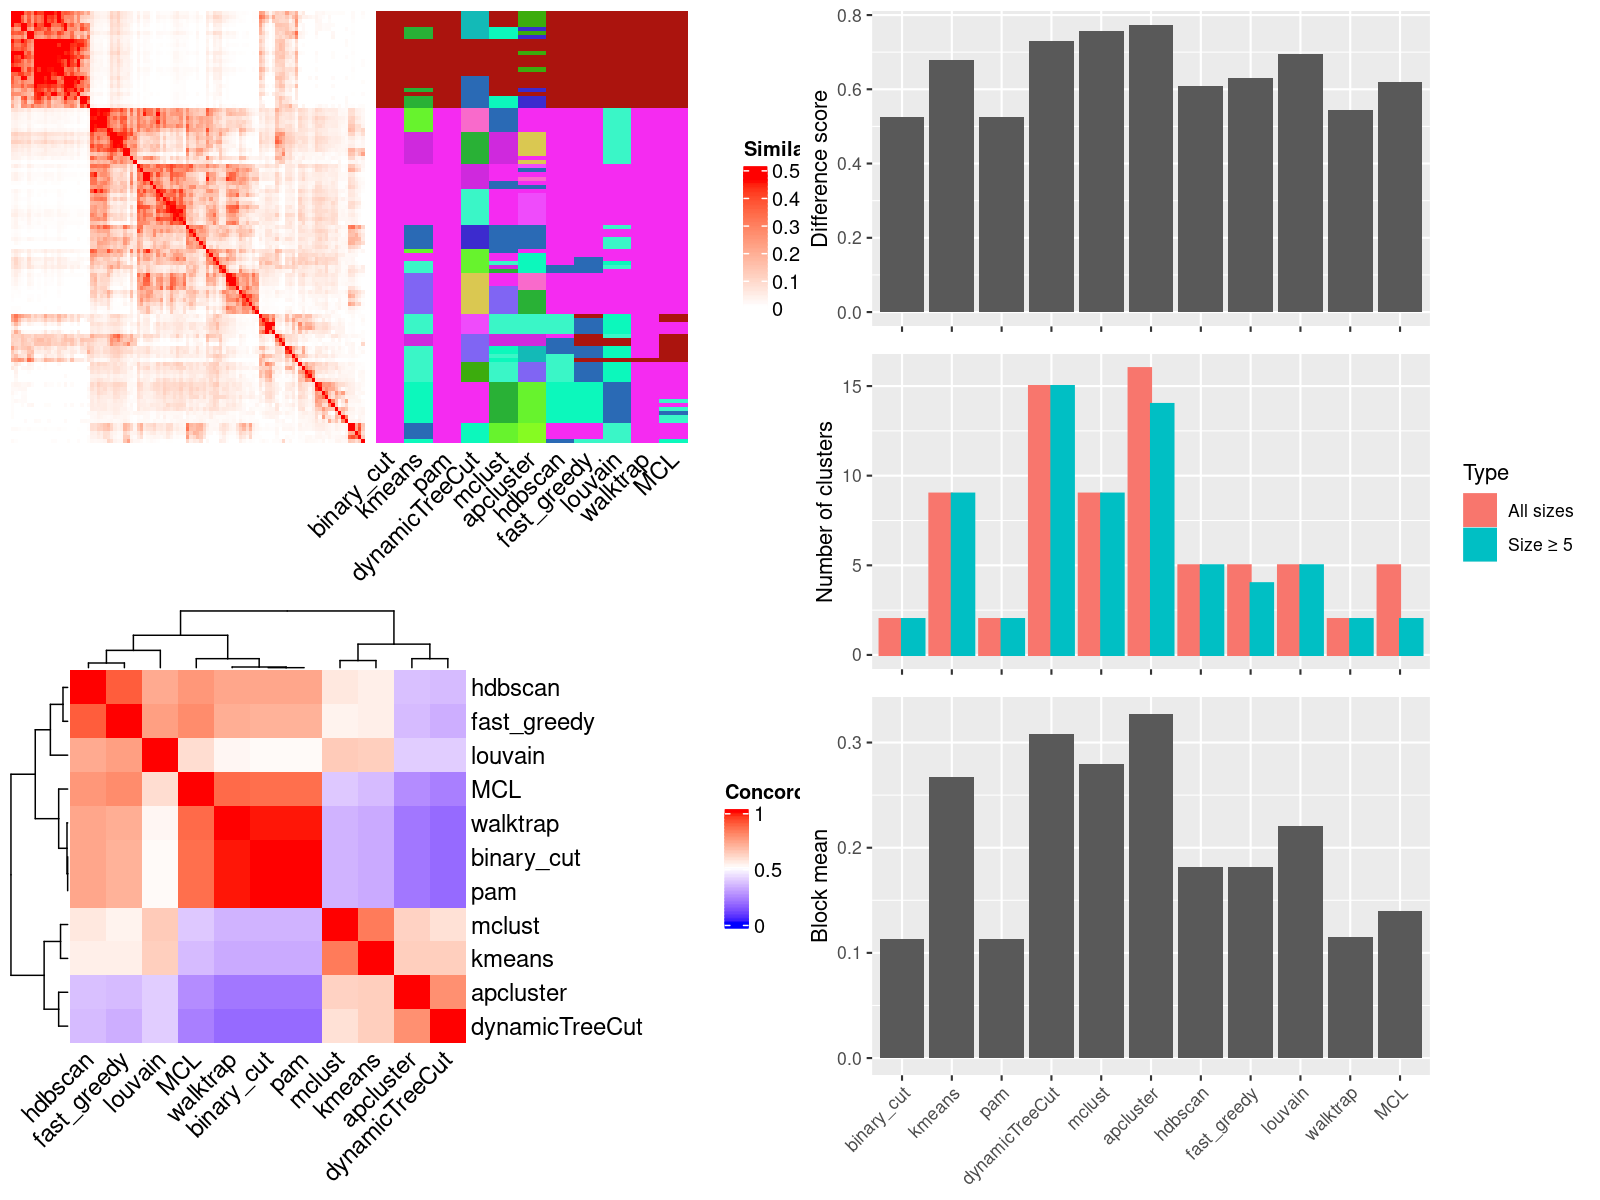 Simila
0.5
0.4
0.3
0.2
0.1
0
binary_cut
kmeans
pam
dynamicTreeCut
mclust
apcluster
hdbscan
fast_greedy
louvain
walktrap
MCL
Difference score
0.8
0.6
0.4
0.2
0.0
Number of clusters
15
10
5
0
Type
All sizes
Size ≥ 5
Block mean
0.3
0.2
0.1
0.0
binary_cut
kmeans
pam
dynamicTreeCut
mclust
apcluster
hdbscan
fast_greedy
louvain
walktrap
MCL
hdbscan
fast_greedy
louvain
MCL
walktrap
binary_cut
pam
mclust
kmeans
apcluster
dynamicTreeCut
Concord
1
0.5
0
hdbscan
fast_greedy
louvain
MCL
walktrap
binary_cut
pam
mclust
kmeans
apcluster
dynamicTreeCut